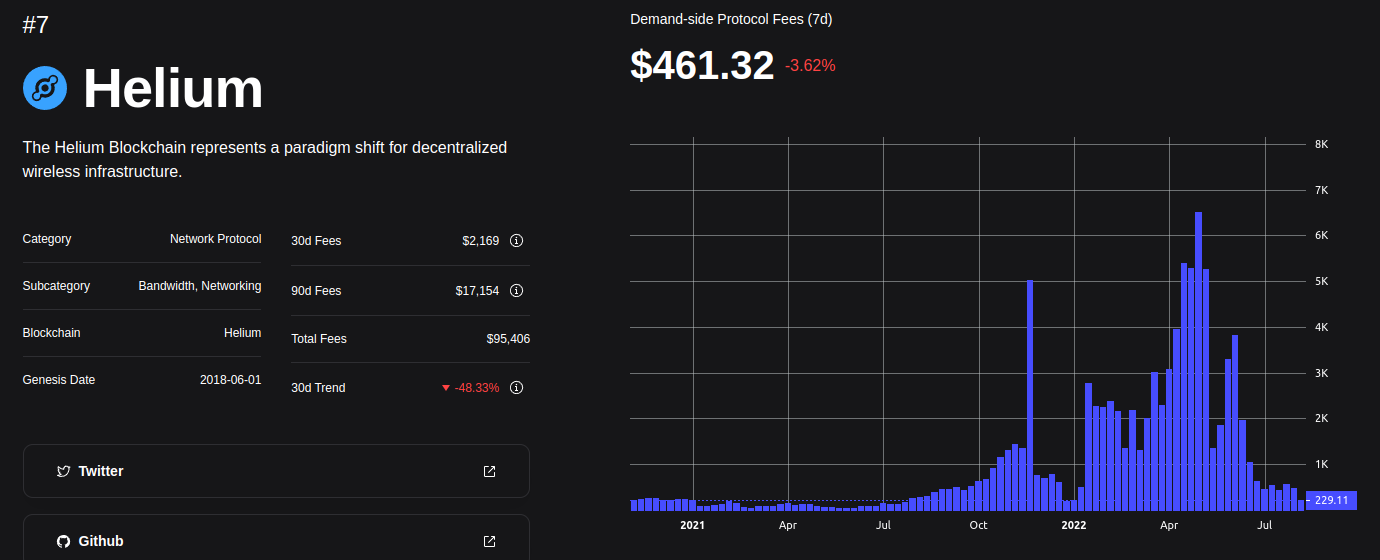 #7
Helium
The Helium Blockchain represents a paradigm shift for decentralized
wireless infrastructure.
Category Network Protocol
Subcategory Bandwidth, Networking
Blockchain Helium
Genesis Date 2018-06-01
30d Fees $2,169
90d Fees $17,154
Total Fees $95,406
30d Trend -48.33%
Twitter
Github
Demand-side Protocol Fees (7d)
$461.32 -3.62%
8K
7K
6K
5K
4K
3K
2K
1K
229.11
2021 Apr Jul Oct 2022 Apr Jul